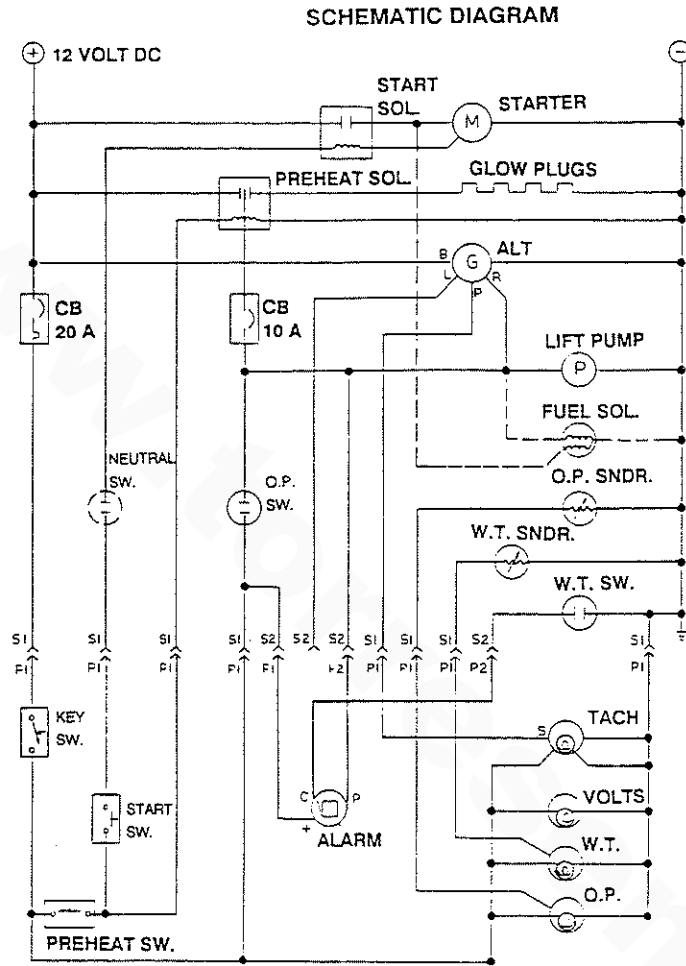 SCHEMATIC DIAGRAM
+ 12 VOLT DC
−
START
SOL.
STARTER
M
PREHEAT SOL.
GLOW PLUGS
B
G
ALT
L
R
P
CB
20 A
CB
10 A
LIFT PUMP
P
FUEL SOL.
NEUTRAL
SW.
O.P.
SW.
O.P. SNDR.
W.T. SNDR.
W.T. SW.
S1 S1 S1 S1 S2 S2 S2 S1 S1 S1 S2 S1
P1 P1 P1 P1 P1 P2 P1 P1 P1 P2 P1
KEY
SW.
TACH
S
START
SW.
C
P
+
ALARM
VOLTS
W.T.
O.P.
PREHEAT SW.